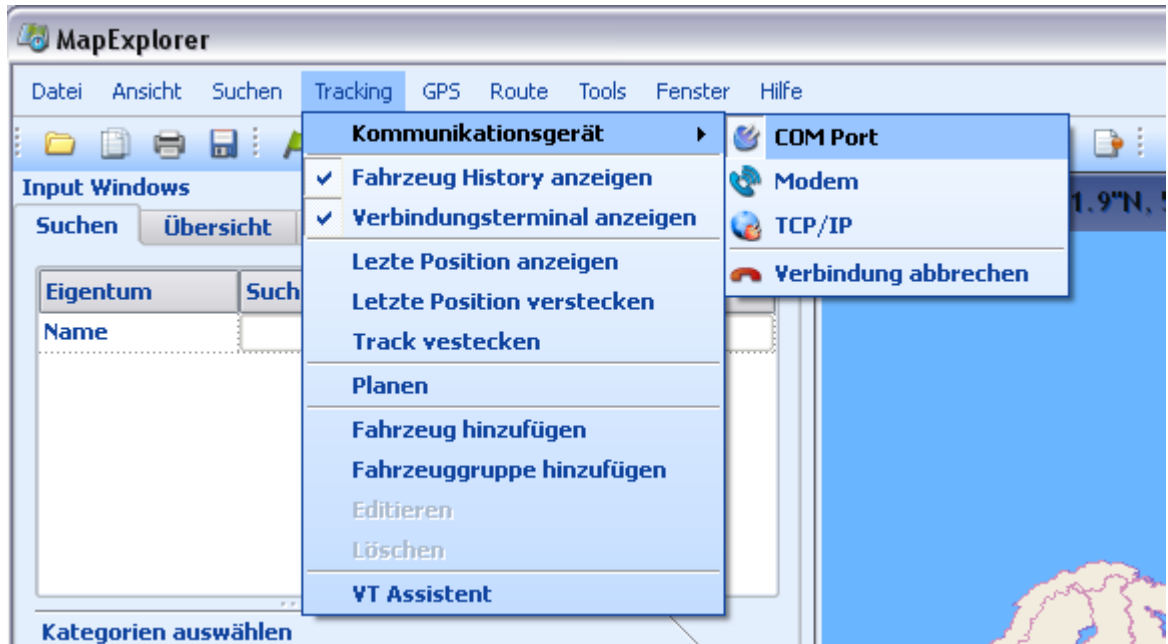 MapExplorer
Datei Ansicht Suchen Tracking GPS Route Tools Fenster Hilfe
Kommunikationsgerät
Fahrzeug History anzeigen
Verbindungsterminal anzeigen
Lezte Position anzeigen
Letzte Position verstecken
Track vestecken
Planen
Fahrzeug hinzufügen
Fahrzeuggruppe hinzufügen
Editieren
Löschen
VT Assistent
COM Port
Modem
TCP/IP
Verbindung abbrechen
Input Windows
Suchen Übersicht
Eigentum Such
Name
Kategorien auswählen
1.9"N,